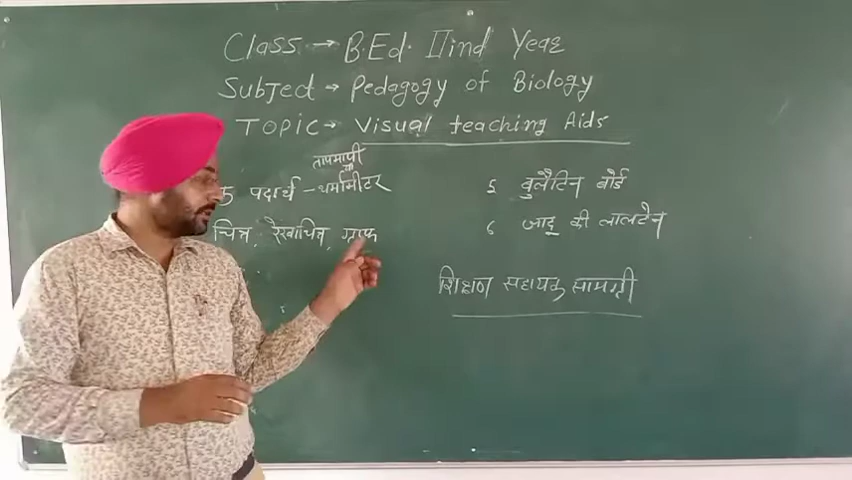 Class → B.Ed. IInd Year
Subject → Pedagogy of Biology
TOPIC → Visual teaching Aids
तापमापी
या
पदार्थ – थर्मामीटर
चित्र, रेखाचित्र, ग्राफ
5 बुलैटिन बोर्ड
6 जादू की लालटेन
शिक्षण सहायक सामग्री